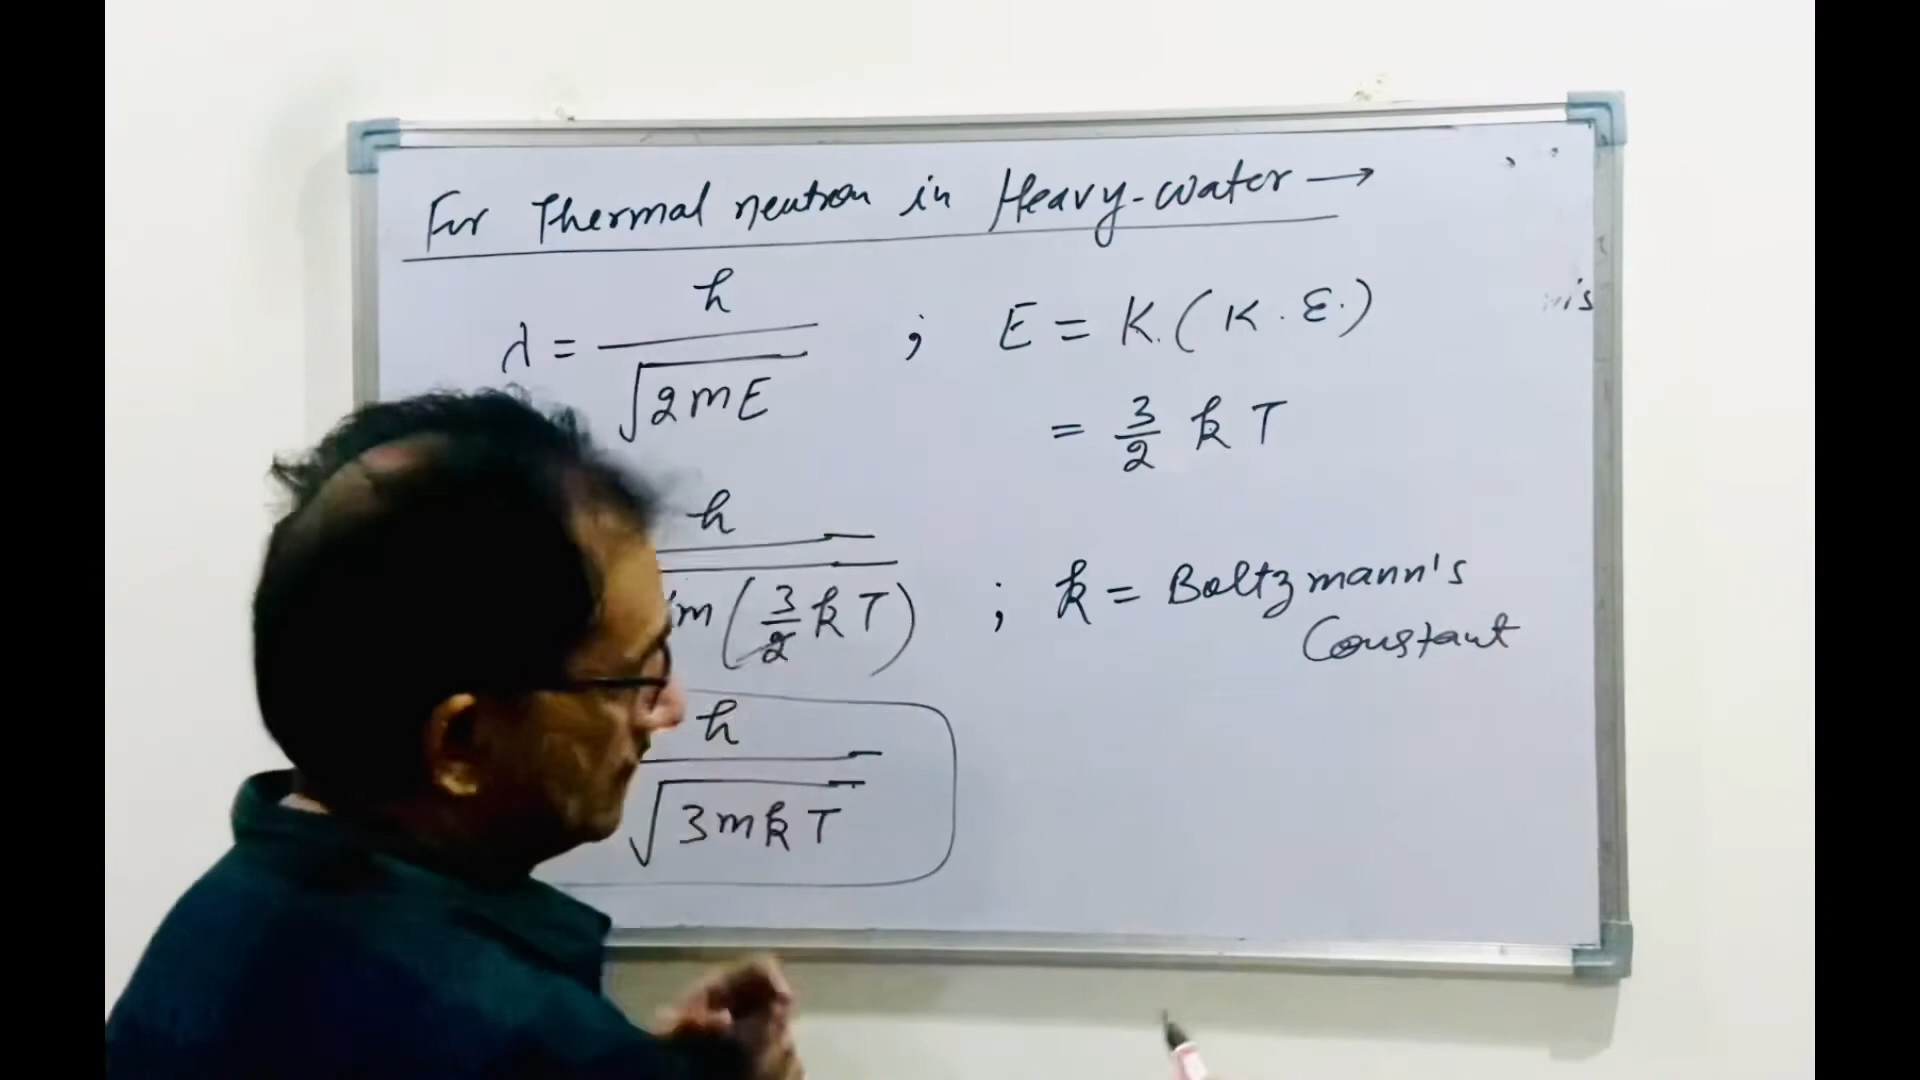 For Thermal neutron in Heavy-water →
λ = h / √2mE ; E = K. (K.E.)
= 3/2 k T
h / m (3/2 k T) ; k = Boltzmann's
Constant
h / √3mkT